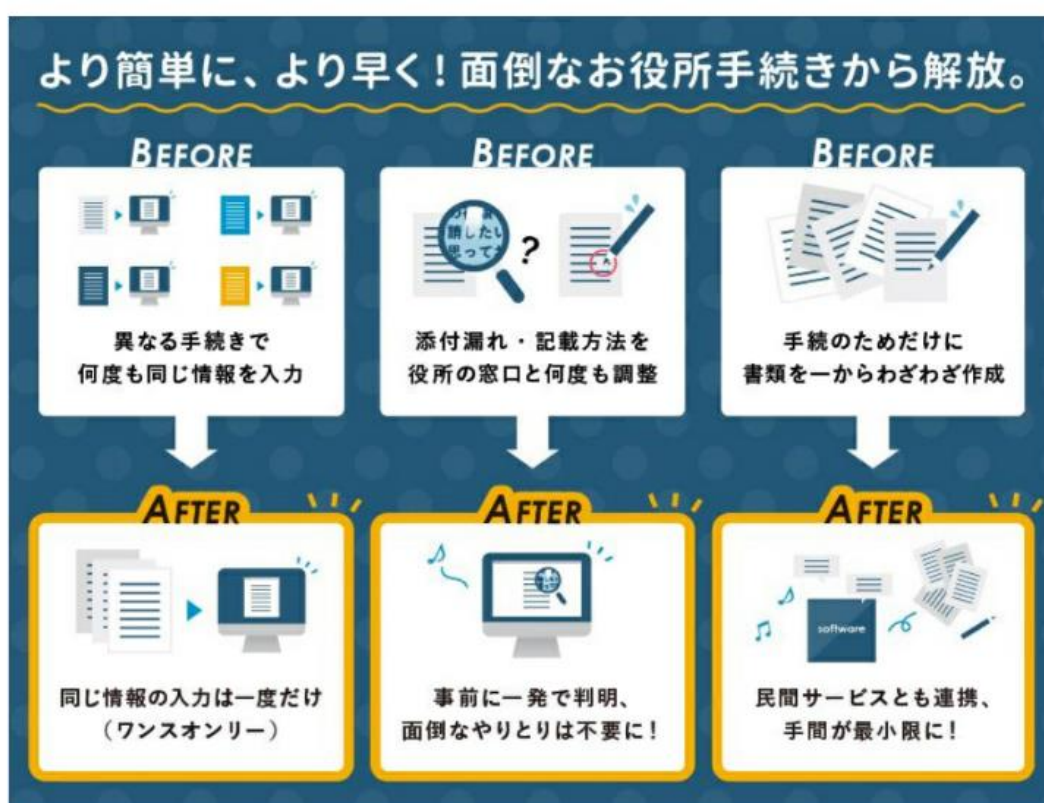 より簡単に、より早く！面倒なお役所手続きから解放。
BEFORE
異なる手続きで
何度も同じ情報を入力
BEFORE
請したい
思って
?
添付漏れ・記載方法を
役所の窓口と何度も調整
BEFORE
手続のためだけに
書類を一からわざわざ作成
AFTER
同じ情報の入力は一度だけ
（ワンスオンリー）
AFTER
事前に一発で判明、
面倒なやりとりは不要に！
AFTER
software
民間サービスとも連携、
手間が最小限に！